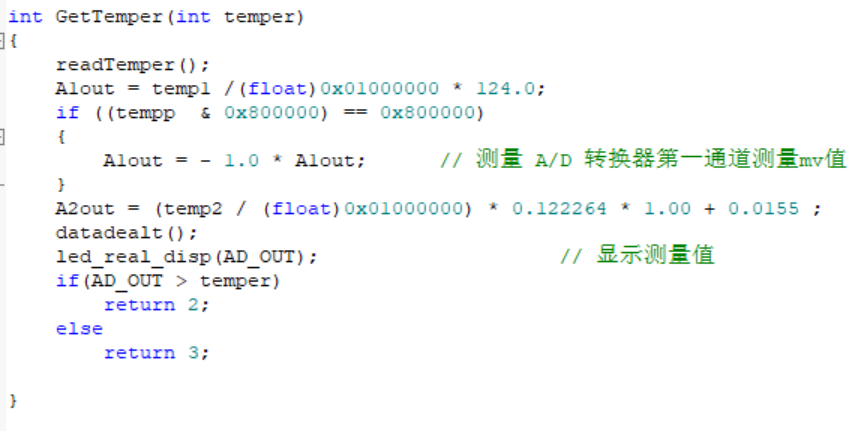 int GetTemper(int temper)
{
readTemper();
A1out = temp1 /(float)0x01000000 * 124.0;
if ((tempp & 0x800000) == 0x800000)
{
A1out = - 1.0 * A1out; // 测量 A/D 转换器第一通道测量mv值
}
A2out = (temp2 / (float)0x01000000) * 0.122264 * 1.00 + 0.0155 ;
datadealt();
led_real_disp(AD_OUT); // 显示测量值
if(AD_OUT > temper)
return 2;
else
return 3;
}